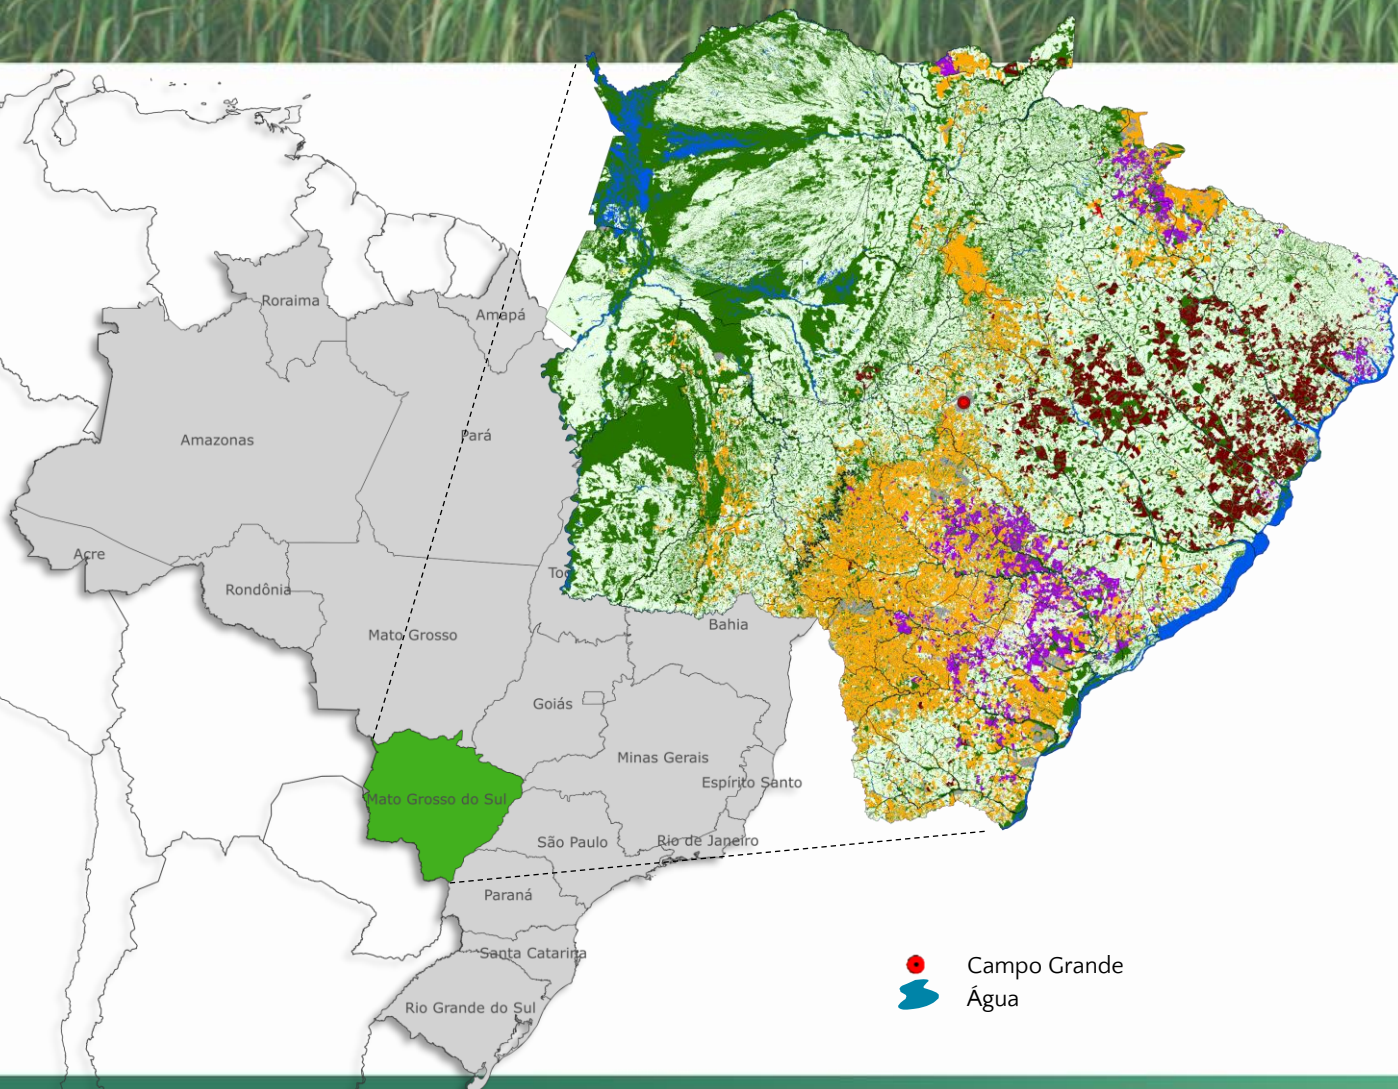 Roraima
Amapá
Amazonas
Pará
Acre
Rondônia
Toc
Mato Grosso
Bahia
Goiás
Minas Gerais
Espírito Santo
Mato Grosso do Sul
São Paulo
Rio de Janeiro
Paraná
Santa Catarina
Rio Grande do Sul
Campo Grande
Água